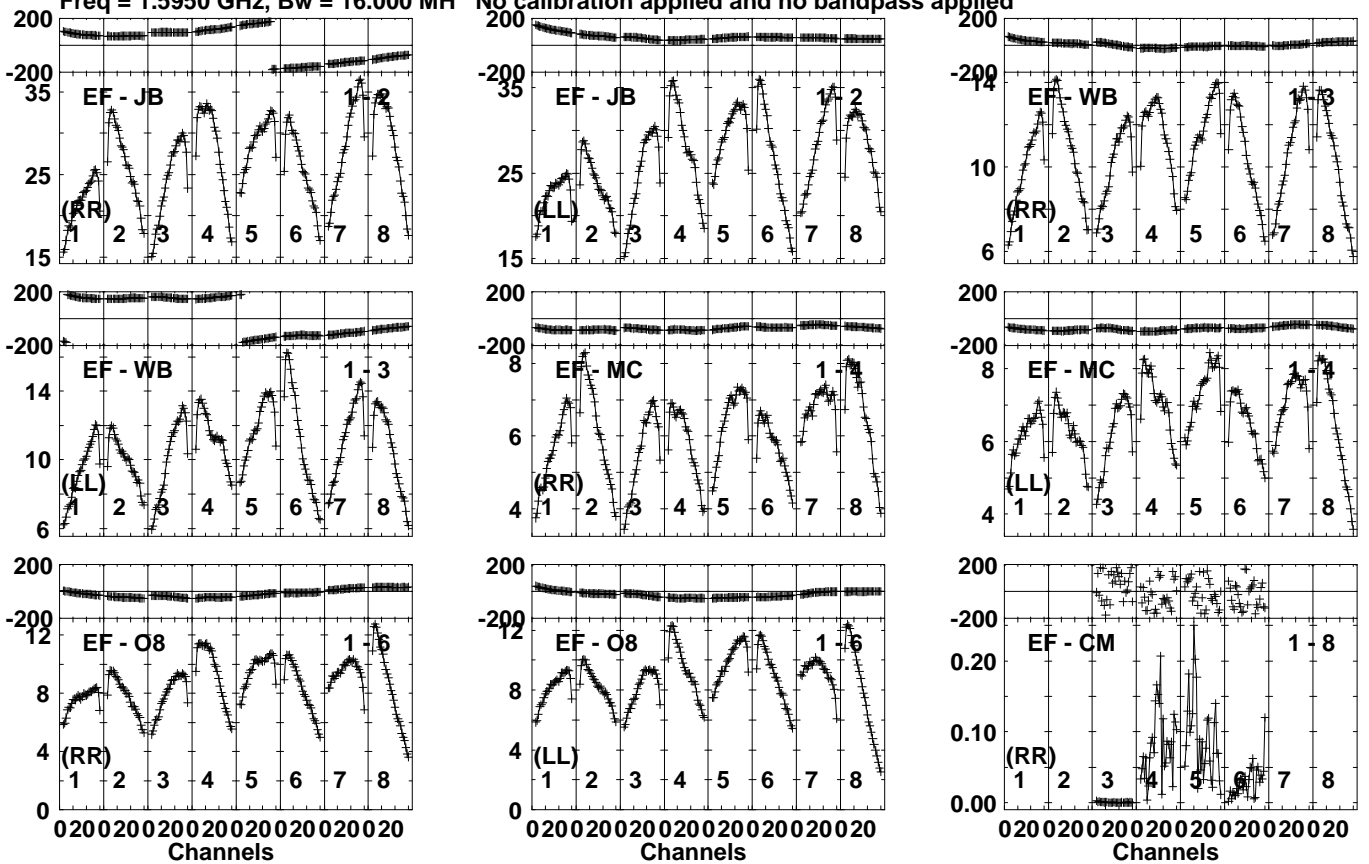 Freq = 1.5950 GHz, Bw = 16.000 MH No calibration applied and no bandpass applied
200
-200
35
25
15
EF - JB
1 - 2
(RR)
1 2 3 4 5 6 7 8
200
-200
35
25
15
EF - JB
1 - 2
(LL)
1 2 3 4 5 6 7 8
200
-200
14
10
6
EF - WB
1 - 3
(RR)
1 2 3 4 5 6 7 8
200
-200
14
10
6
EF - WB
1 - 3
(LL)
1 2 3 4 5 6 7 8
200
-200
8
6
4
EF - MC
1 - 4
(RR)
1 2 3 4 5 6 7 8
200
-200
8
6
4
EF - MC
1 - 4
(LL)
1 2 3 4 5 6 7 8
200
-200
12
8
4
0
EF - O8
1 - 6
(RR)
1 2 3 4 5 6 7 8
0 20 0 20 0 20 0 20 0 20 0 20 0 20 0 20
Channels
200
-200
12
8
4
0
EF - O8
1 - 6
(LL)
1 2 3 4 5 6 7 8
0 20 0 20 0 20 0 20 0 20 0 20 0 20 0 20
Channels
200
-200
0.20
0.10
0.00
EF - CM
1 - 8
(RR)
1 2 3 4 5 6 7 8
0 20 0 20 0 20 0 20 0 20 0 20 0 20 0 20
Channels